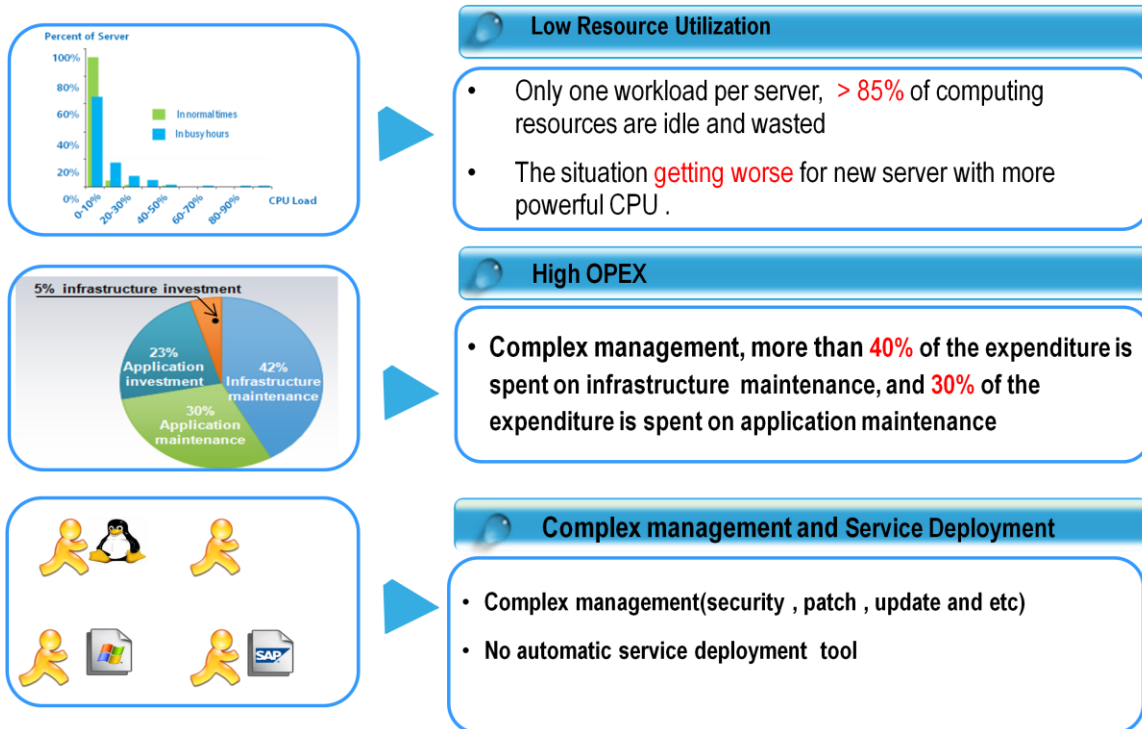 Percent of Server
100%
80%
60%
40%
20%
0%
In normal times
In busy hours
0-10%
20-30%
40-50%
60-70%
80-90%
CPU Load
Low Resource Utilization
• Only one workload per server, > 85% of computing
resources are idle and wasted
• The situation getting worse for new server with more
powerful CPU .
5% infrastructure investment
23%
Application
investment
42%
Infrastructure
maintenance
30%
Application
maintenance
High OPEX
• Complex management, more than 40% of the expenditure is
spent on infrastructure maintenance, and 30% of the
expenditure is spent on application maintenance
SAP
Complex management and Service Deployment
• Complex management(security , patch , update and etc)
• No automatic service deployment tool